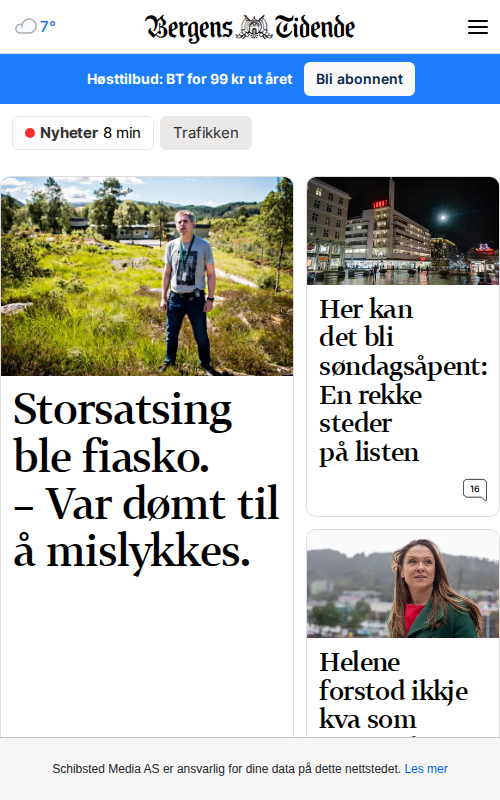 7°
Bergens Tidende
Høsttilbud: BT for 99 kr ut året
Bli abonnent
Nyheter 8 min
Trafikken
Storsatsing
ble fiasko.
– Var dømt til
å mislykkes.
Her kan
det bli
søndagsåpent:
En rekke
steder
på listen
16
Helene
forstod ikkje
kva som
Schibsted Media AS er ansvarlig for dine data på dette nettstedet. Les mer